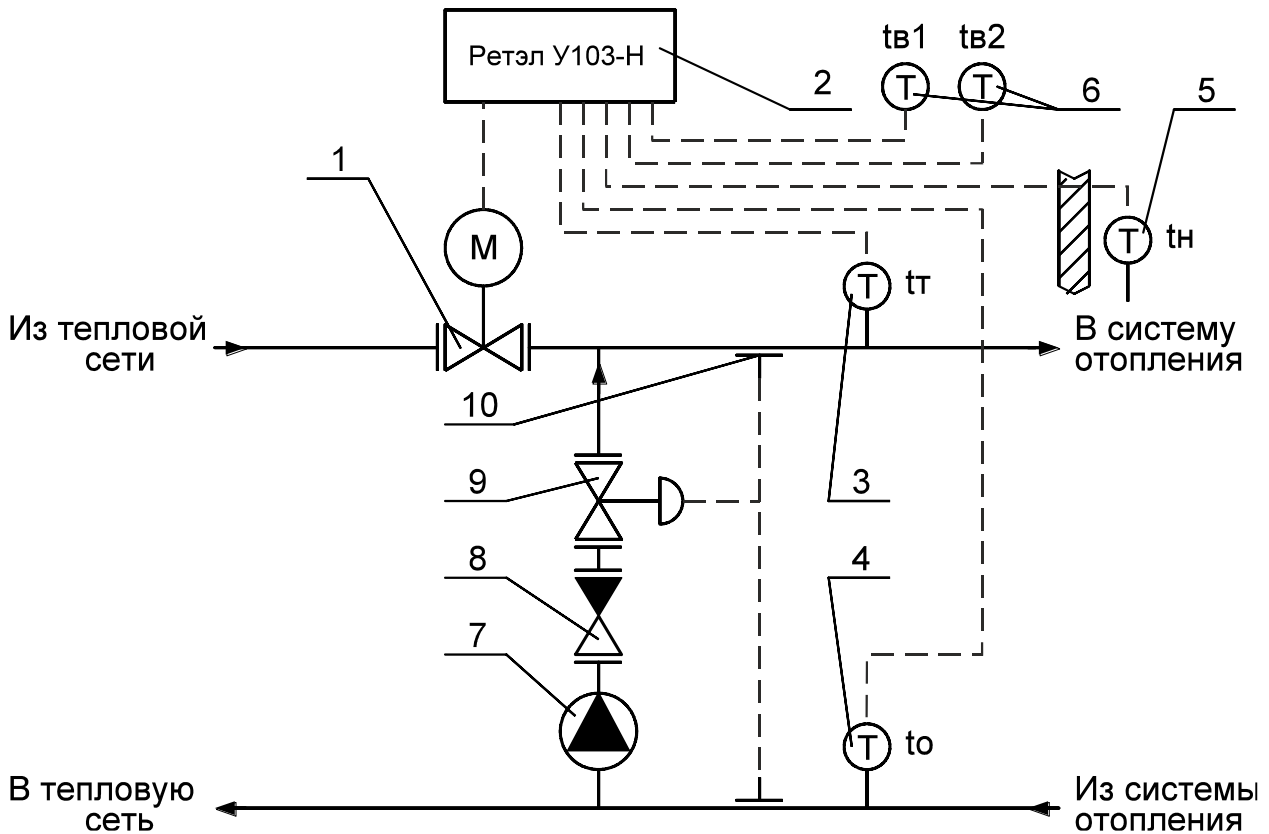 Ретэл У103-Н
tв1
tв2
2
6
5
1
T
T
М
T
tн
T
tт
Из тепловой
сети
В систему
отопления
10
9
3
8
4
7
T
tо
В тепловую
сеть
Из системы
отопления